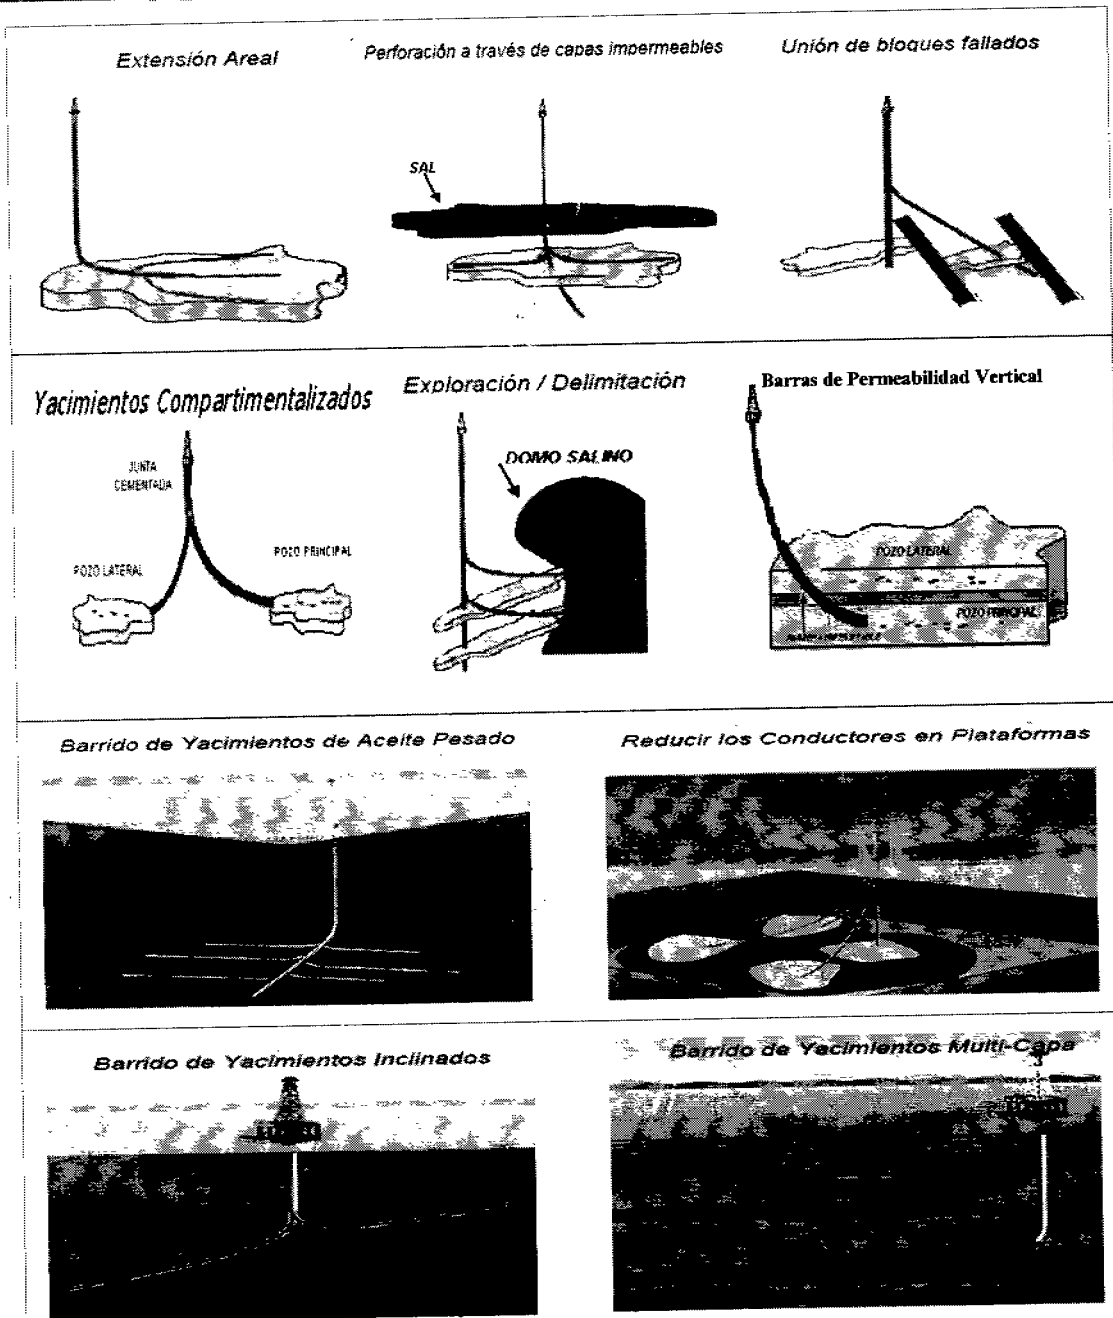 Extensión Areal
Perforación a través de capas impermeables
Unión de bloques fallados
SAL
Yacimientos Compartimentalizados
Exploración / Delimitación
Barras de Permeabilidad Vertical
JUNTA
CEMENTADA
DOMO SALINO
POZO PRINCIPAL
POZO LATERAL
POZO LATERAL
POZO PRINCIPAL
Barrido de Yacimientos de Aceite Pesado
Reducir los Conductores en Plataformas
Barrido de Yacimientos Inclinados
Barrido de Yacimientos Multi-Capa